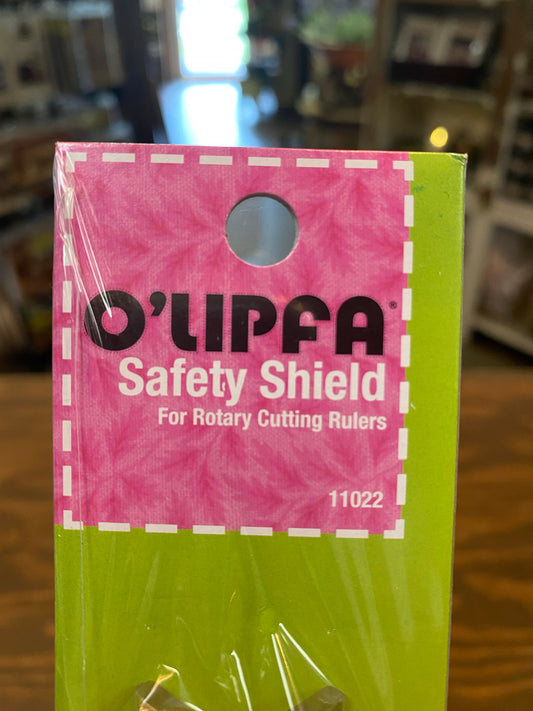 O'LIPFA®
Safety Shield
For Rotary Cutting Rulers
11022